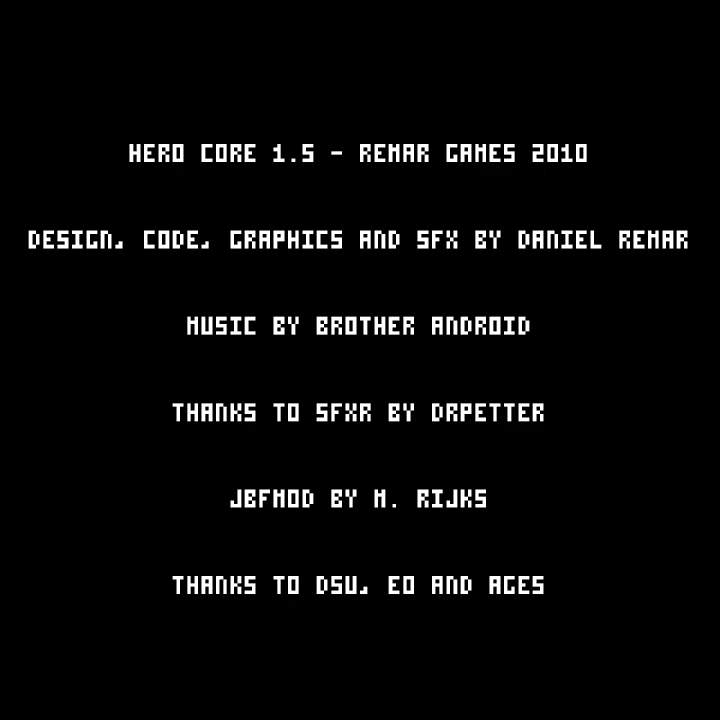 HERO CORE 1.5 - REMAR GAMES 2010
DESIGN, CODE, GRAPHICS AND SFX BY DANIEL REMAR
MUSIC BY BROTHER ANDROID
THANKS TO SFXR BY DRPETTER
JBFMOD BY M. RIJKS
THANKS TO DSU, EO AND AGES